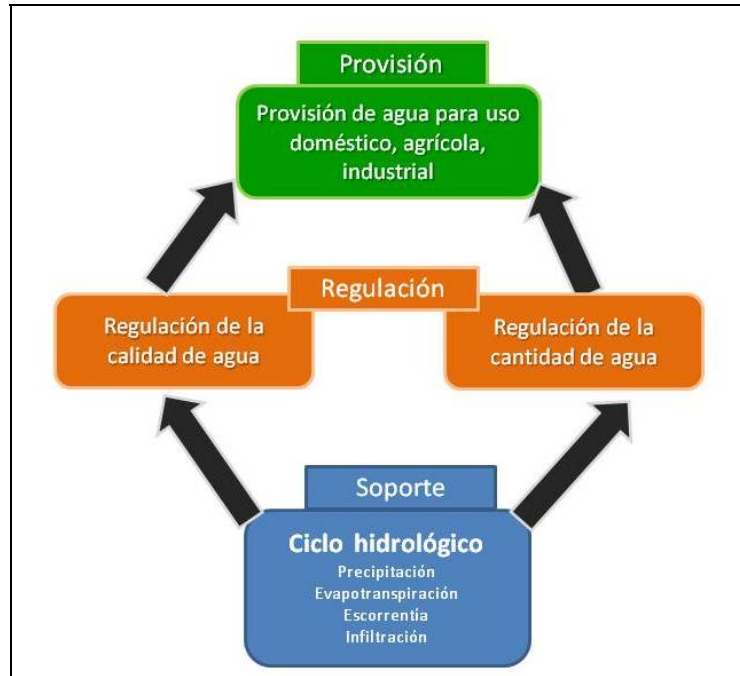 Provisión
Provisión de agua para uso
doméstico, agrícola,
industrial
Regulación
Regulación de la
calidad de agua
Regulación de la
cantidad de agua
Soporte
Ciclo hidrológico
Precipitación
Evapotranspiración
Escorrentía
Infiltración